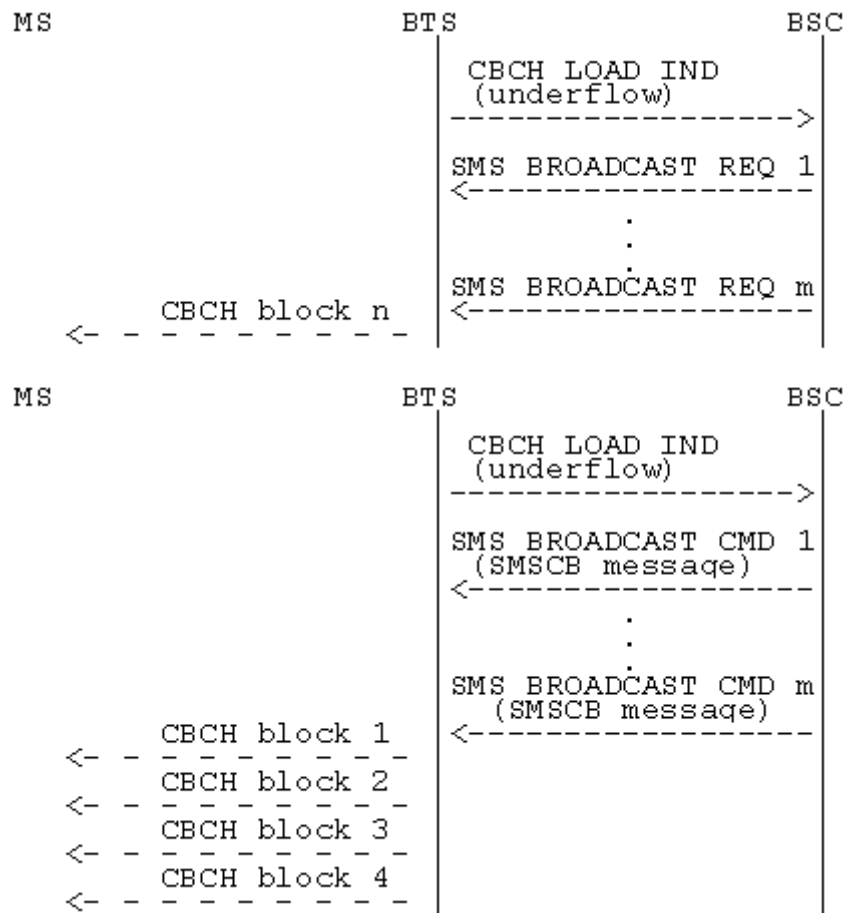 MS BTS BSC
CBCH LOAD IND
(underflow)
SMS BROADCAST REQ 1
.
.
.
SMS BROADCAST REQ m
CBCH block n
MS BTS BSC
CBCH LOAD IND
(underflow)
SMS BROADCAST CMD 1
(SMSCB message)
.
.
.
SMS BROADCAST CMD m
(SMSCB message)
CBCH block 1
CBCH block 2
CBCH block 3
CBCH block 4